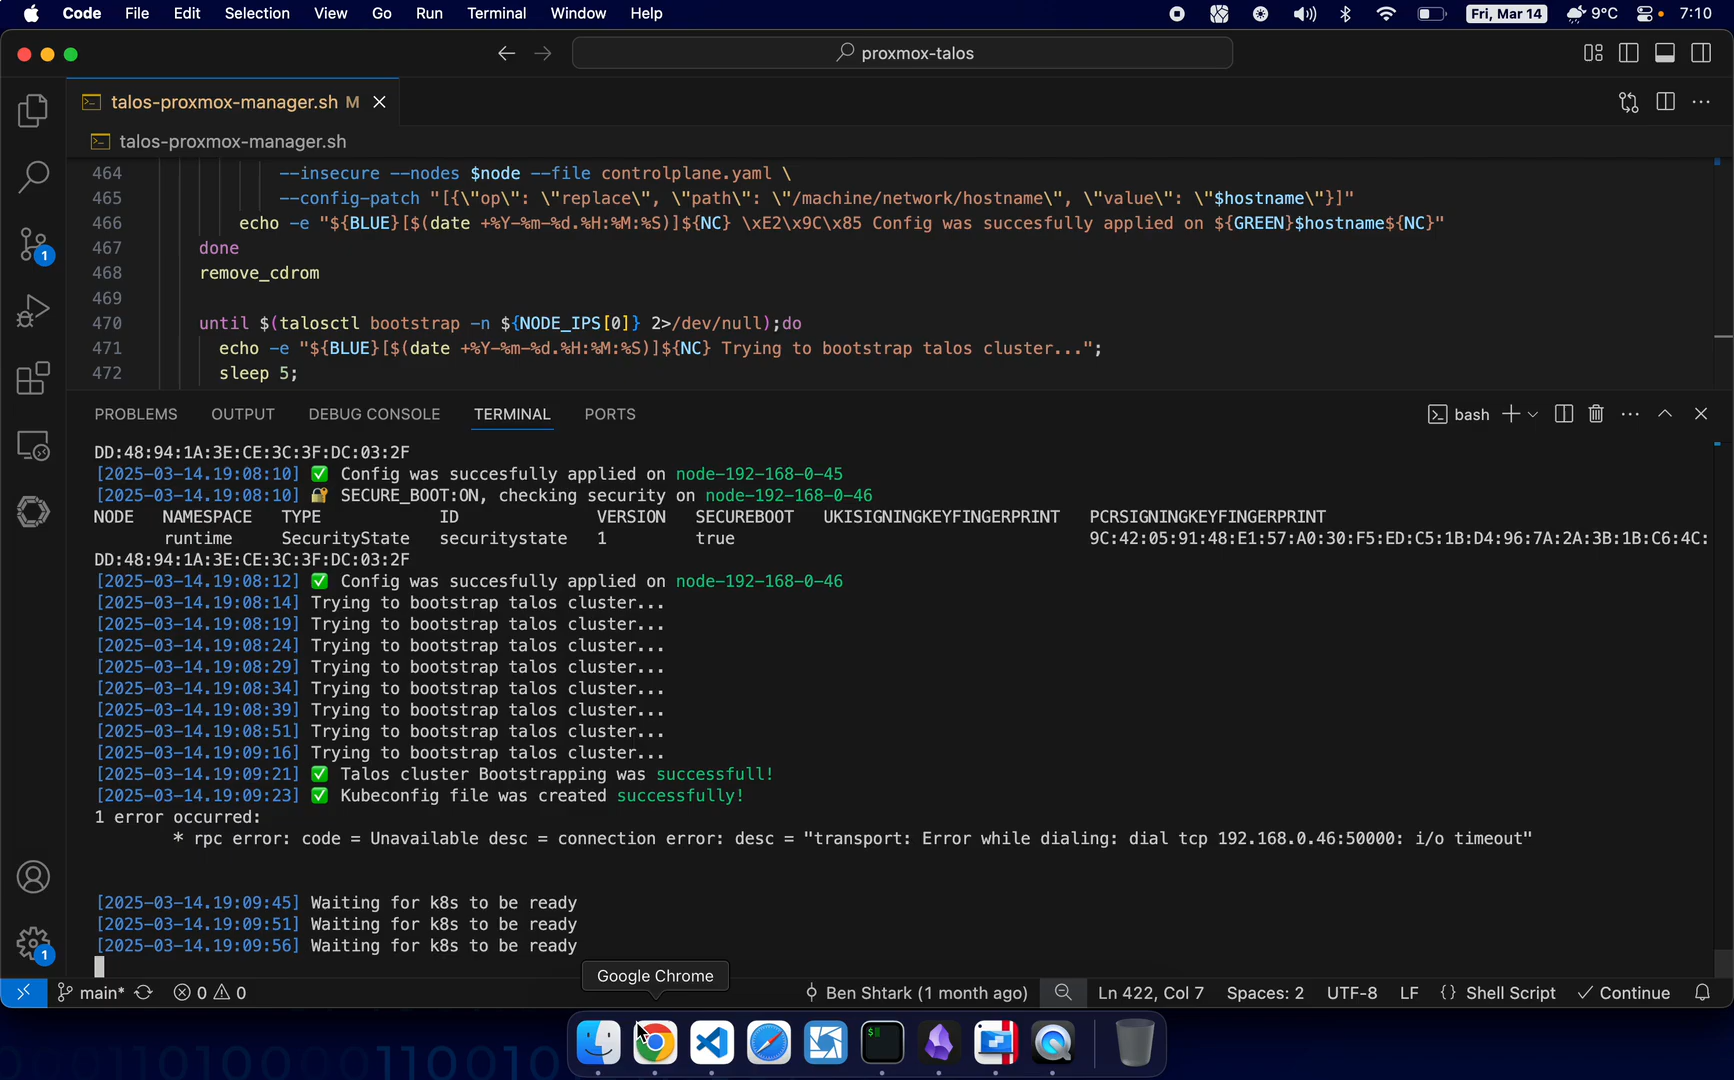 Code File Edit Selection View Go Run Terminal Window Help Fri, Mar 14 9°C 7:10
proxmox-talos
talos-proxmox-manager.sh M
talos-proxmox-manager.sh
464 --insecure --nodes $node --file controlplane.yaml \
465 --config-patch "[{\"op\": \"replace\", \"path\": \"/machine/network/hostname\", \"value\": \"$hostname\"}]"
466 echo -e "${BLUE}[$(date +%Y-%m-%d.%H:%M:%S)]${NC} \xE2\x9C\x85 Config was succesfully applied on ${GREEN}$hostname${NC}"
467 done
468 remove_cdrom
469
470 until $(talosctl bootstrap -n ${NODE_IPS[0]} 2>/dev/null);do
471 echo -e "${BLUE}[$(date +%Y-%m-%d.%H:%M:%S)]${NC} Trying to bootstrap talos cluster...";
472 sleep 5;
PROBLEMS OUTPUT DEBUG CONSOLE TERMINAL PORTS bash
DD:48:94:1A:3E:CE:3C:3F:DC:03:2F
[2025-03-14.19:08:10] ✅ Config was succesfully applied on node-192-168-0-45
[2025-03-14.19:08:10] 🔐 SECURE_BOOT:ON, checking security on node-192-168-0-46
NODE NAMESPACE TYPE ID VERSION SECUREBOOT UKISIGNINGKEYFINGERPRINT PCRSIGNINGKEYFINGERPRINT
runtime SecurityState securitystate 1 true 9C:42:05:91:48:E1:57:A0:30:F5:ED:C5:1B:D4:96:7A:2A:3B:1B:C6:4C:
DD:48:94:1A:3E:CE:3C:3F:DC:03:2F
[2025-03-14.19:08:12] ✅ Config was succesfully applied on node-192-168-0-46
[2025-03-14.19:08:14] Trying to bootstrap talos cluster...
[2025-03-14.19:08:19] Trying to bootstrap talos cluster...
[2025-03-14.19:08:24] Trying to bootstrap talos cluster...
[2025-03-14.19:08:29] Trying to bootstrap talos cluster...
[2025-03-14.19:08:34] Trying to bootstrap talos cluster...
[2025-03-14.19:08:39] Trying to bootstrap talos cluster...
[2025-03-14.19:08:51] Trying to bootstrap talos cluster...
[2025-03-14.19:09:16] Trying to bootstrap talos cluster...
[2025-03-14.19:09:21] ✅ Talos cluster Bootstrapping was successfull!
[2025-03-14.19:09:23] ✅ Kubeconfig file was created successfully!
1 error occurred:
* rpc error: code = Unavailable desc = connection error: desc = "transport: Error while dialing: dial tcp 192.168.0.46:50000: i/o timeout"
[2025-03-14.19:09:45] Waiting for k8s to be ready
[2025-03-14.19:09:51] Waiting for k8s to be ready
[2025-03-14.19:09:56] Waiting for k8s to be ready
Google Chrome
main* 0 0 Ben Shtark (1 month ago) Ln 422, Col 7 Spaces: 2 UTF-8 LF {} Shell Script Continue